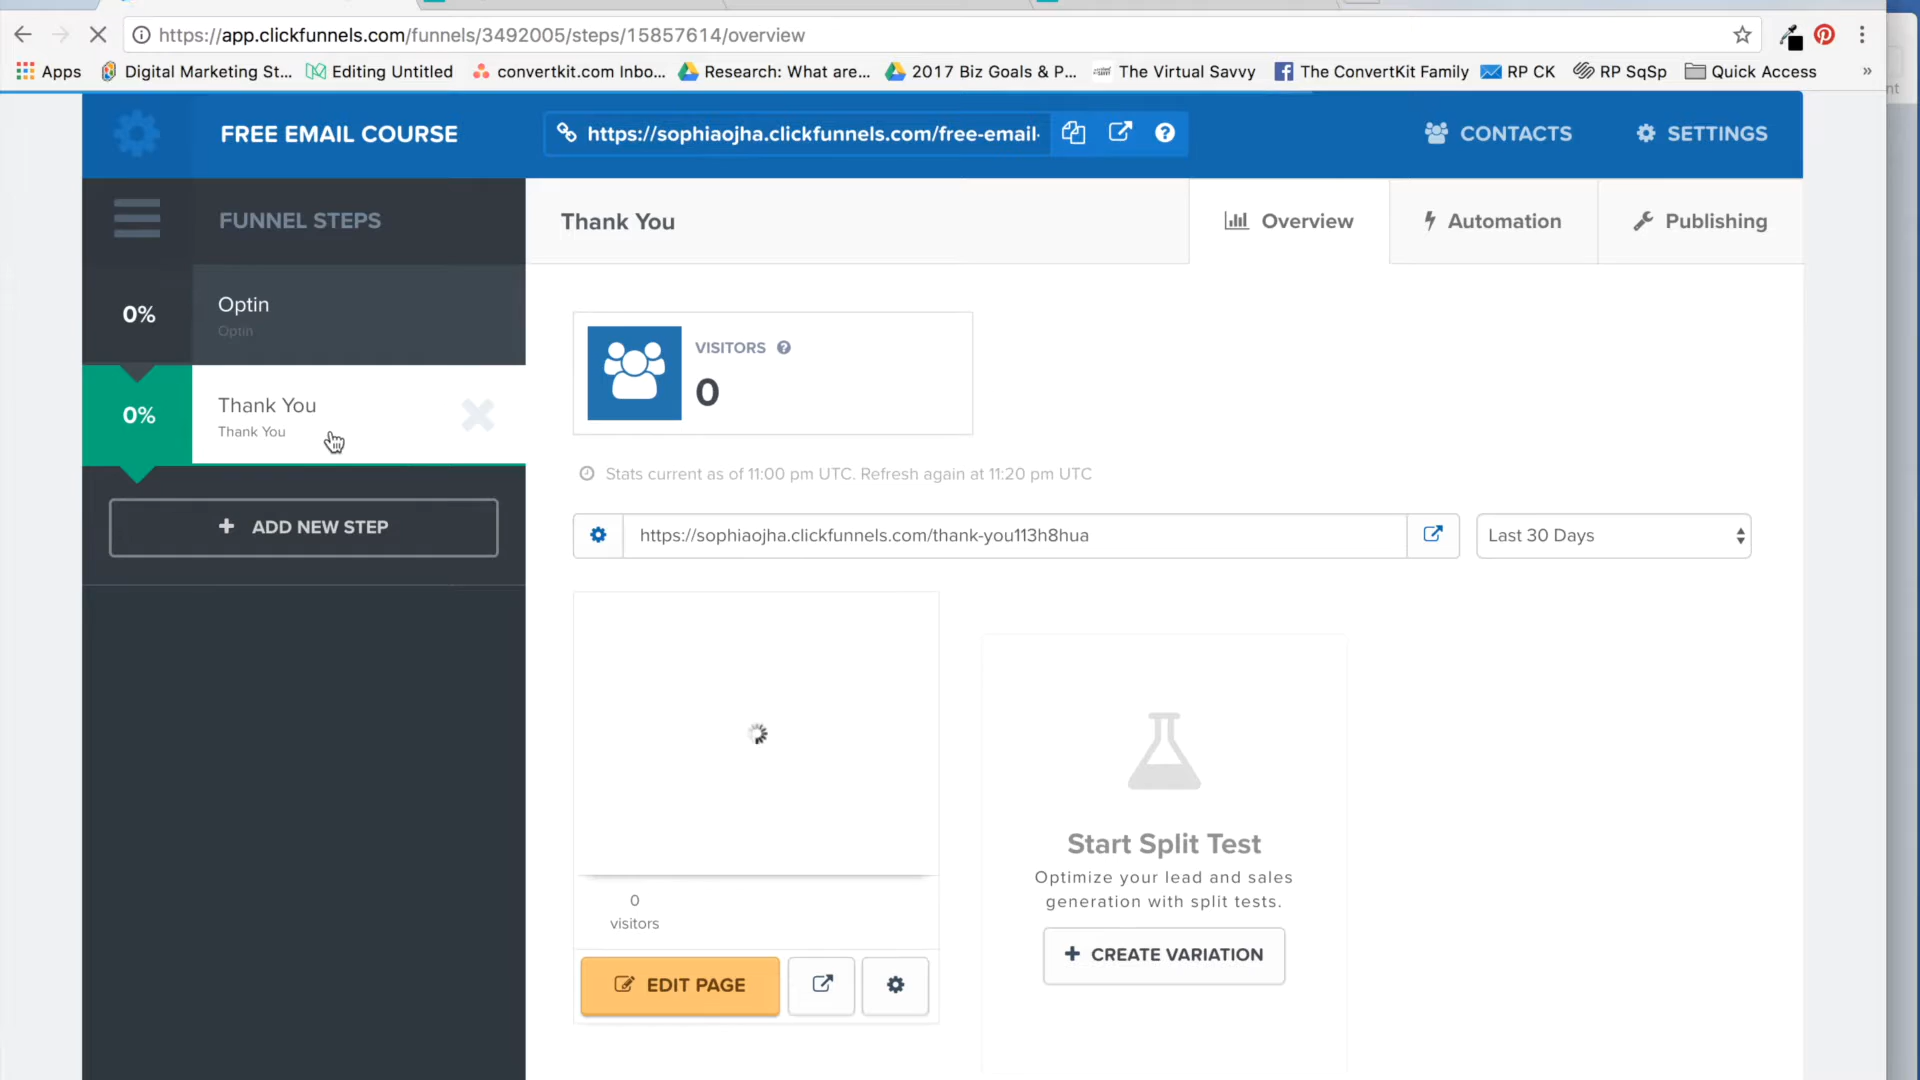 https://app.clickfunnels.com/funnels/3492005/steps/15857614/overview
Apps
Digital Marketing St...
Editing Untitled
convertkit.com Inbo...
Research: What are...
2017 Biz Goals & P...
The Virtual Savvy
The ConvertKit Family
RP CK
RP SqSp
Quick Access
»
nt
FREE EMAIL COURSE
https://sophiaojha.clickfunnels.com/free-email-
CONTACTS
SETTINGS
FUNNEL STEPS
Thank You
Overview
Automation
Publishing
0%
Optin
Optin
VISITORS
0
0%
Thank You
Thank You
Stats current as of 11:00 pm UTC. Refresh again at 11:20 pm UTC
+ ADD NEW STEP
https://sophiaojha.clickfunnels.com/thank-you113h8hua
Last 30 Days
Start Split Test
Optimize your lead and sales
generation with split tests.
0
visitors
+ CREATE VARIATION
EDIT PAGE